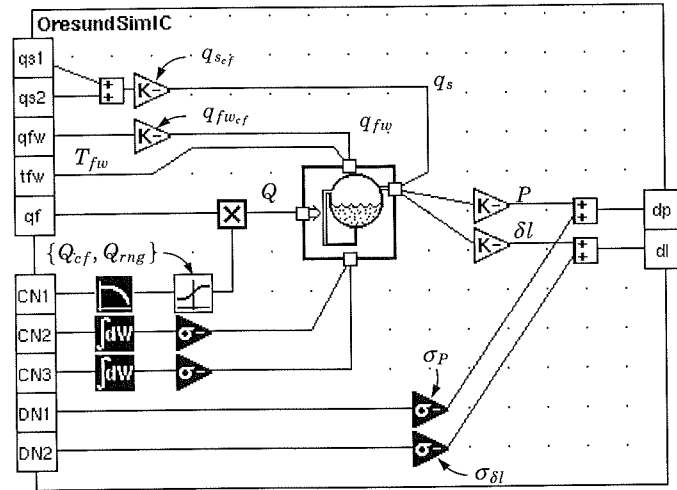 OresundSimIC
qs1
qs2
qfw
tfw
qf
CN1
CN2
CN3
DN1
DN2
+
+
K
K
q_{s_{cf}}
q_{fw_{cf}}
q_s
q_{fw}
T_{fw}
Q
×
{Q_{cf}, Q_{rng}}
∫dW
σ
∫dW
σ
K
P
K
δl
+
+
+
+
dp
dl
σ_P
σ
σ
σ_{δl}